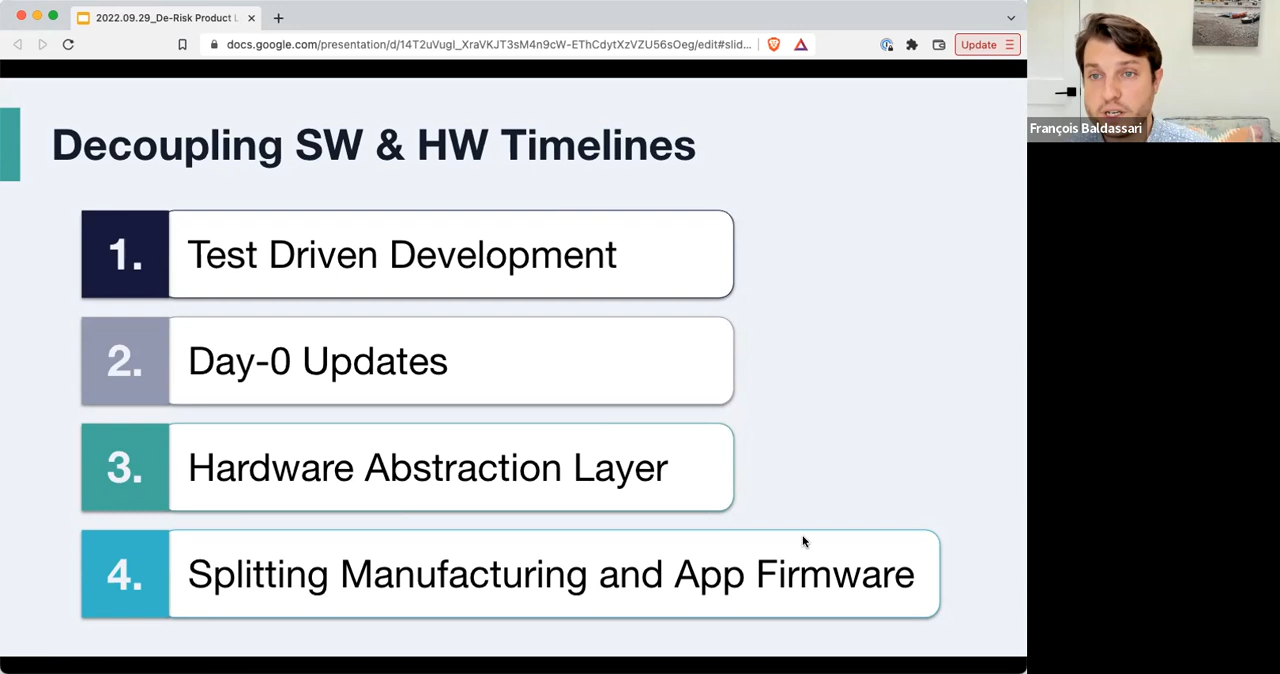 2022.09.29_De-Risk Product L
docs.google.com/presentation/d/14T2uVugl_XraVKJT3sM4n9cW-EThCdytXzVZU56sOeg/edit#slid...
Update
François Baldassari
Decoupling SW & HW Timelines
1. Test Driven Development
2. Day-0 Updates
3. Hardware Abstraction Layer
4. Splitting Manufacturing and App Firmware